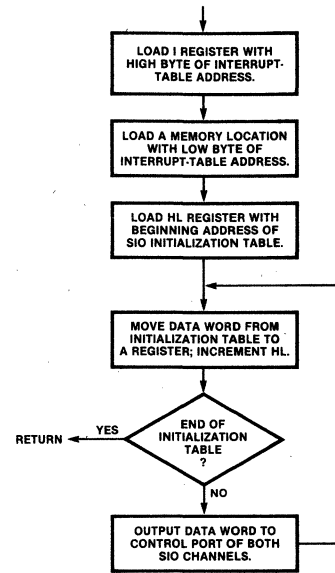 LOAD I REGISTER WITH
HIGH BYTE OF INTERRUPT-
TABLE ADDRESS.
LOAD A MEMORY LOCATION
WITH LOW BYTE OF
INTERRUPT-TABLE ADDRESS.
LOAD HL REGISTER WITH
BEGINNING ADDRESS OF
SIO INITIALIZATION TABLE.
MOVE DATA WORD FROM
INITIALIZATION TABLE TO
A REGISTER; INCREMENT HL.
END OF
INITIALIZATION
TABLE
?
YES
RETURN
NO
OUTPUT DATA WORD TO
CONTROL PORT OF BOTH
SIO CHANNELS.